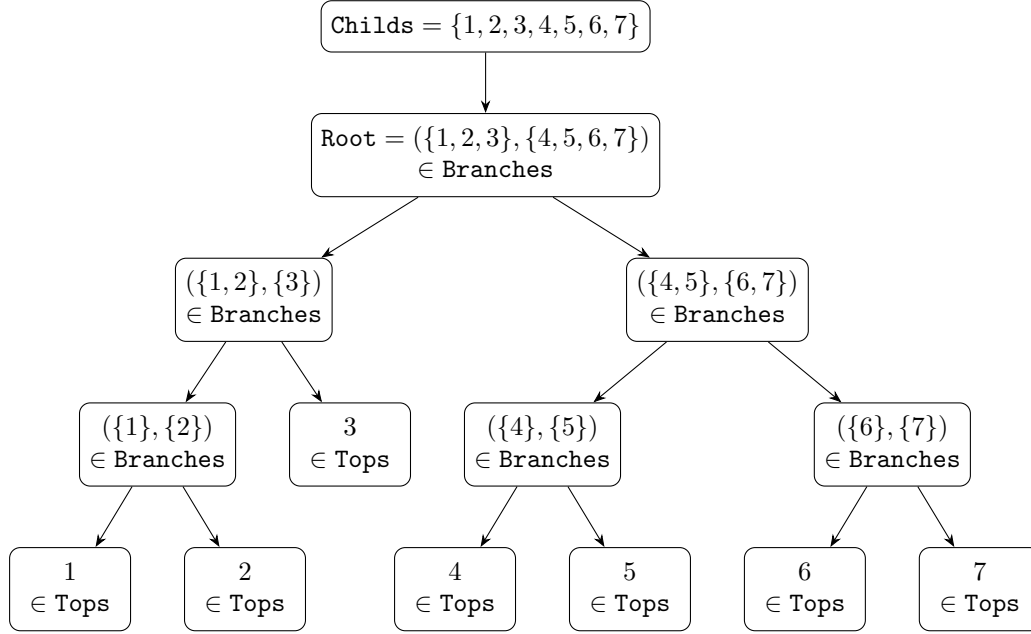 Childs = {1, 2, 3, 4, 5, 6, 7}
Root = ({1, 2, 3}, {4, 5, 6, 7})
∈ Branches
({1, 2}, {3})
∈ Branches
({4, 5}, {6, 7})
∈ Branches
({1}, {2})
∈ Branches
3
∈ Tops
({4}, {5})
∈ Branches
({6}, {7})
∈ Branches
1
∈ Tops
2
∈ Tops
4
∈ Tops
5
∈ Tops
6
∈ Tops
7
∈ Tops